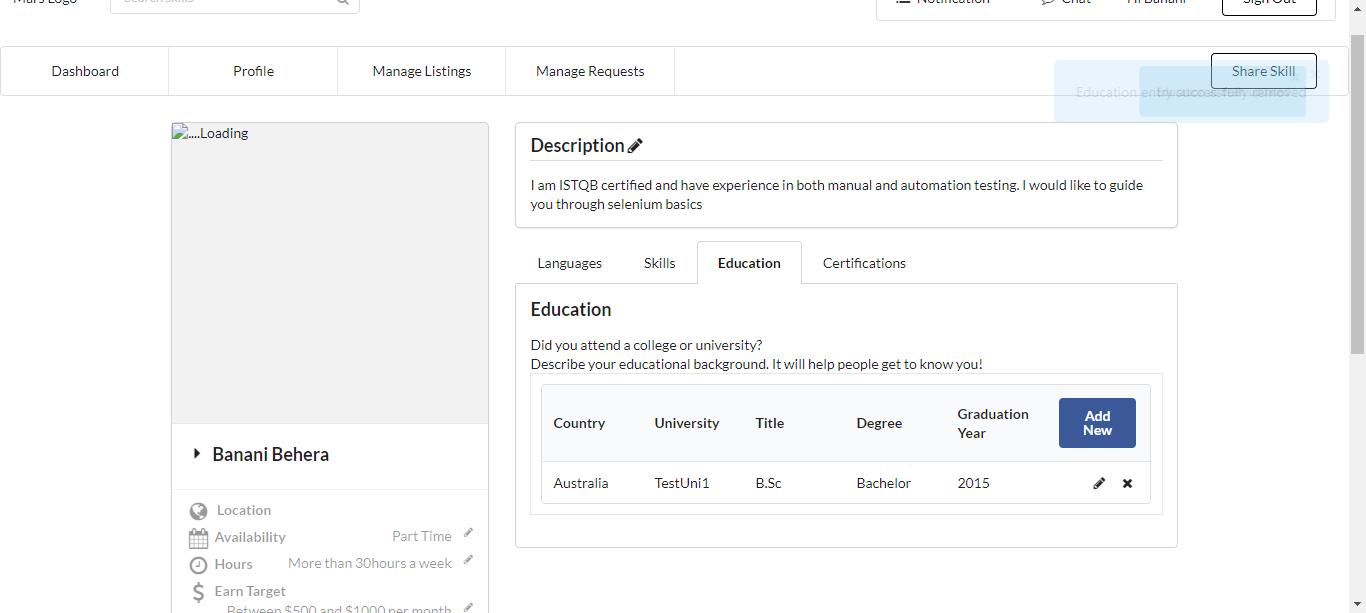 Mars Logo Search skills Notification Chat Hi Banani Sign Out
Dashboard Profile Manage Listings Manage Requests Share Skill
Education entry successfully removed
....Loading
Description
I am ISTQB certified and have experience in both manual and automation testing. I would like to guide
you through selenium basics
Languages Skills Education Certifications
Education
Did you attend a college or university?
Describe your educational background. It will help people get to know you!
Country University Title Degree Graduation
Year Add
New
Australia TestUni1 B.Sc Bachelor 2015
Banani Behera
Location
Availability Part Time
Hours More than 30hours a week
Earn Target
Between $500 and $1000 per month